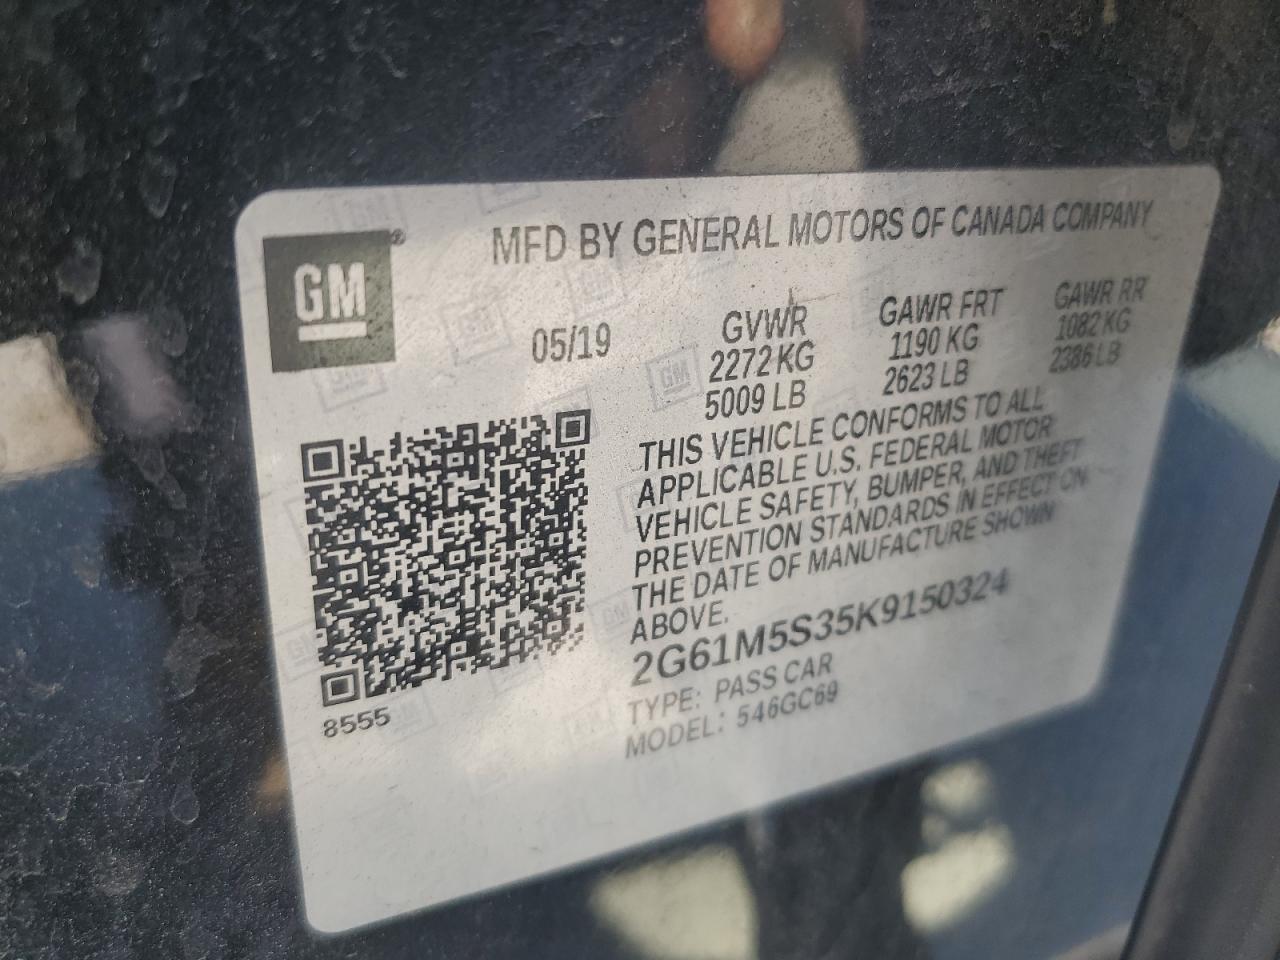 GM®
MFD BY GENERAL MOTORS OF CANADA COMPANY
05/19
GVWR
2272 KG
5009 LB
GAWR FRT
1190 KG
2623 LB
GAWR RR
1082 KG
2386 LB
THIS VEHICLE CONFORMS TO ALL
APPLICABLE U.S. FEDERAL MOTOR
VEHICLE SAFETY, BUMPER, AND THEFT
PREVENTION STANDARDS IN EFFECT ON
THE DATE OF MANUFACTURE SHOWN
ABOVE.
2G61M5S35K9150324
TYPE: PASS CAR
MODEL: 546GC69
8555